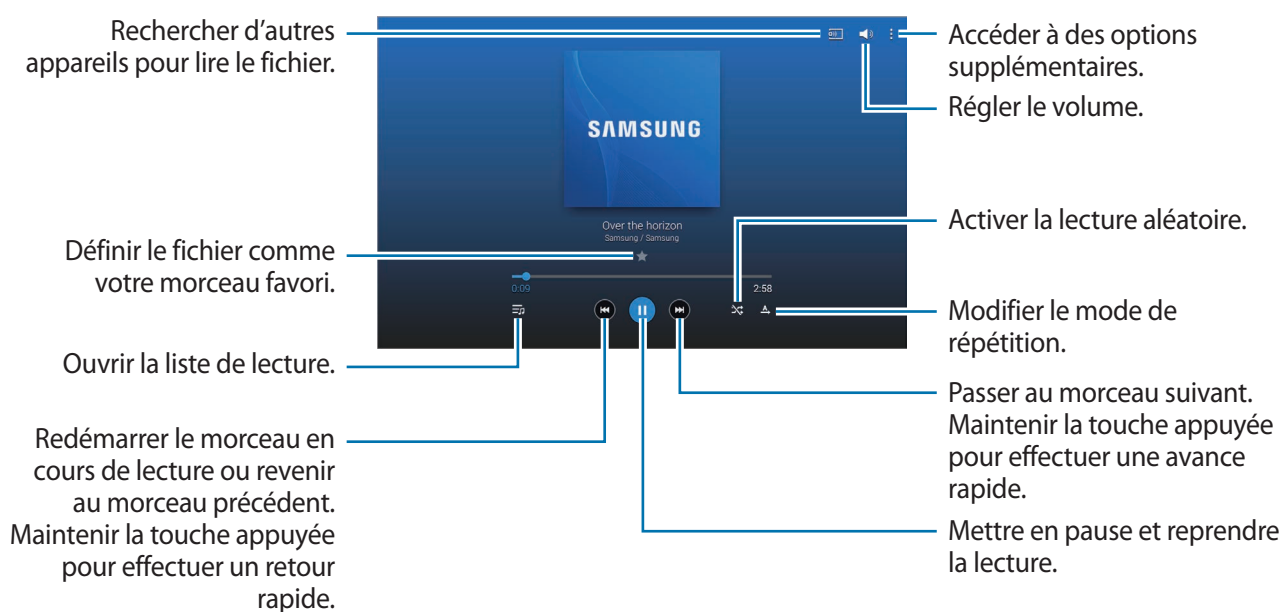 Rechercher d'autres
appareils pour lire le fichier.
Accéder à des options
supplémentaires.
Régler le volume.
SAMSUNG
Over the horizon
Samsung / Samsung
Activer la lecture aléatoire.
Définir le fichier comme
votre morceau favori.
0:09
2:58
Modifier le mode de
répétition.
Ouvrir la liste de lecture.
Passer au morceau suivant.
Maintenir la touche appuyée
pour effectuer une avance
rapide.
Redémarrer le morceau en
cours de lecture ou revenir
au morceau précédent.
Maintenir la touche appuyée
pour effectuer un retour
rapide.
Mettre en pause et reprendre
la lecture.